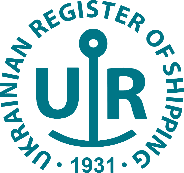 UKRAINIAN REGISTER OF SHIPPING
UR
· 1931 ·